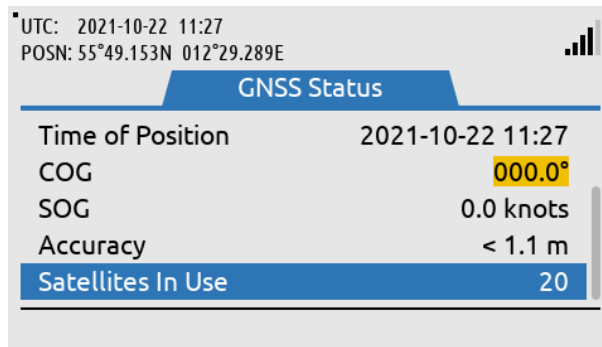 UTC: 2021-10-22 11:27
POSN: 55°49.153N 012°29.289E
GNSS Status
Time of Position 2021-10-22 11:27
COG 000.0°
SOG 0.0 knots
Accuracy < 1.1 m
Satellites In Use 20